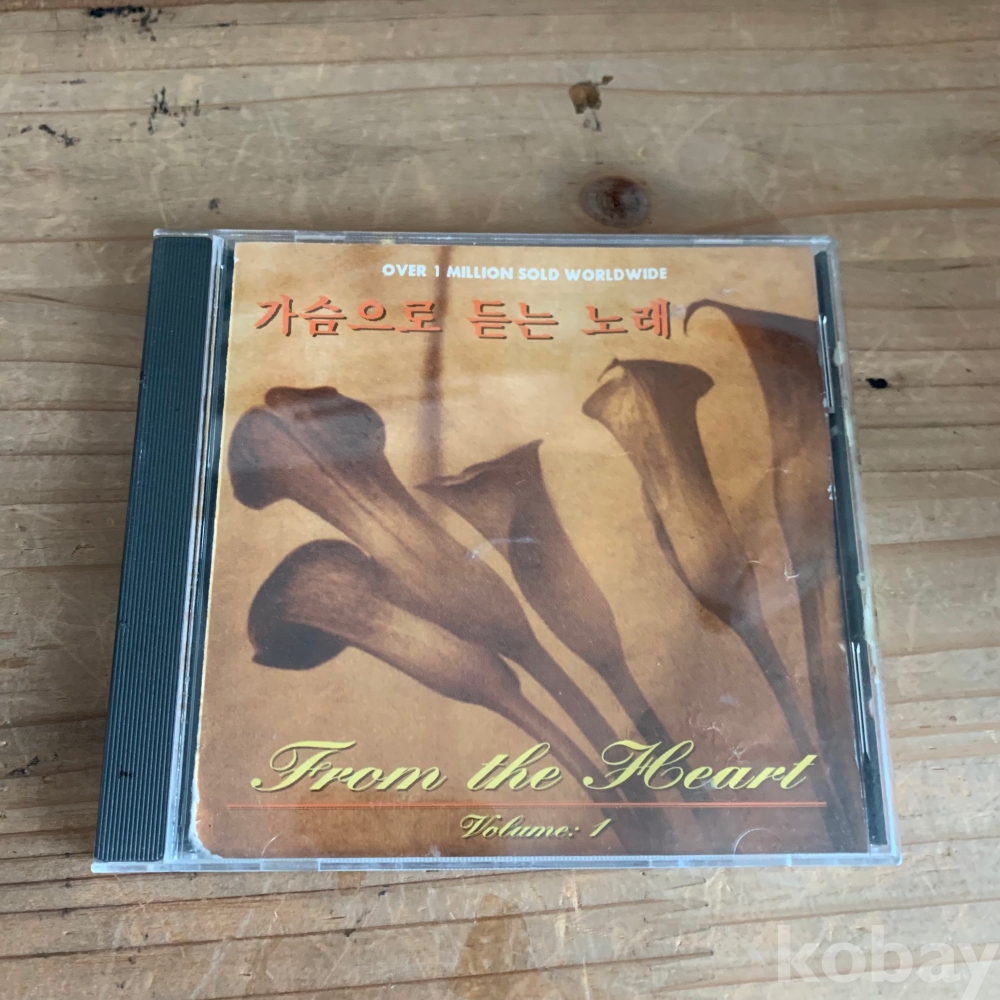 OVER 1 MILLION SOLD WORLDWIDE
가슴으로 듣는 노래
From the Heart
Volume: 1
kobay